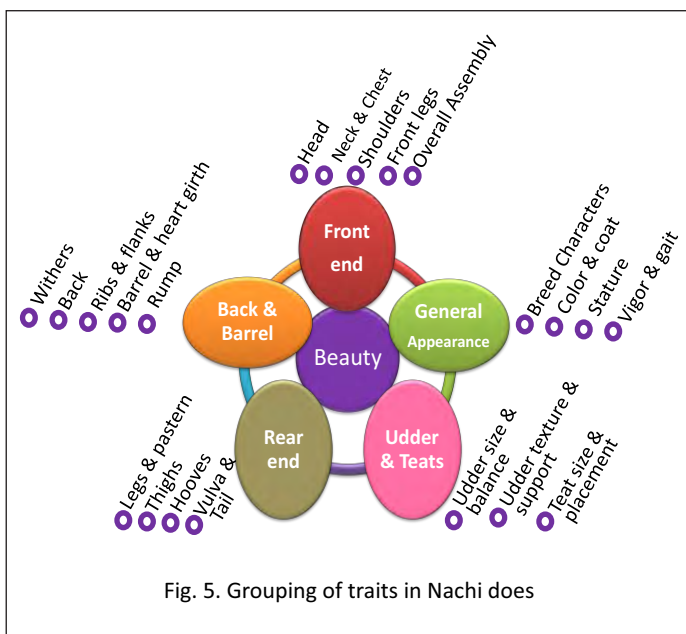 Head
Neck & Chest
Shoulders
Front legs
Overall Assembly
Front
end
Withers
Back
Ribs & flanks
Barrel & heart girth
Rump
Back &
Barrel
Beauty
General
Appearance
Breed Characters
Color & coat
Stature
Vigor & gait
Legs & pastern
Thighs
Hooves
Vulva &
Tail
Rear
end
Udder
& Teats
Udder size &
balance
Udder texture &
support
Teat size &
placement
Fig. 5. Grouping of traits in Nachi does